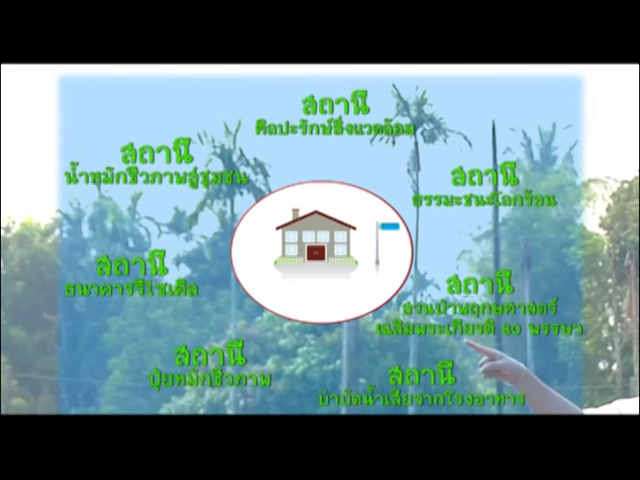 สถานี
ศิลปะรักษ์สิ่งแวดล้อม
สถานี
น้ำหมักชีวภาพสู่ชุมชน
สถานี
ธรรมะชนะโลกร้อน
สถานี
ธนาคารรีไซเคิล
สถานี
สวนป่าพฤกษศาสตร์
เฉลิมพระเกียรติ 80 พรรษา
สถานี
ปุ๋ยหมักชีวภาพ
สถานี
บำบัดน้ำเสียจากโรงอาหาร